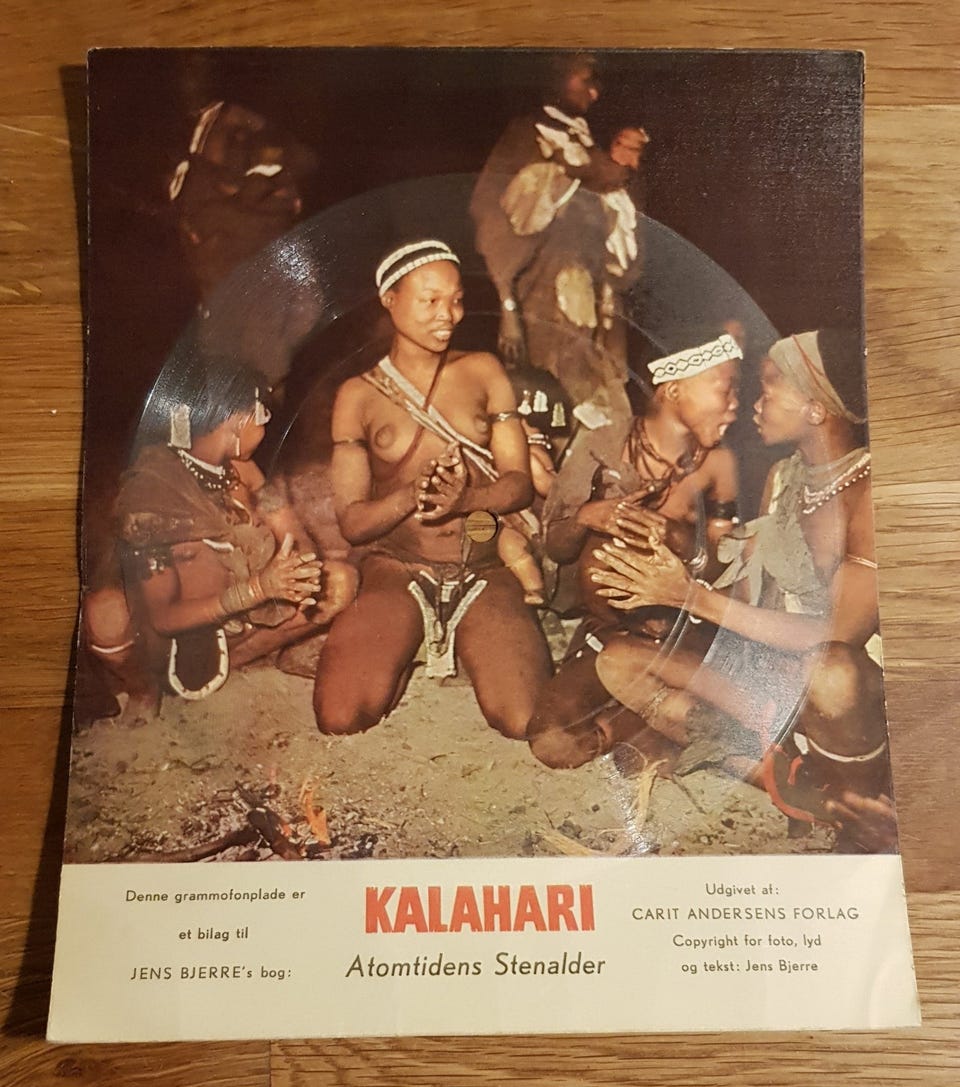 Denne grammofonplade er
et bilag til
JENS BJERRE's bog:
KALAHARI
Atomtidens Stenalder
Udgivet af:
CARIT ANDERSENS FORLAG
Copyright for foto, lyd
og tekst: Jens Bjerre